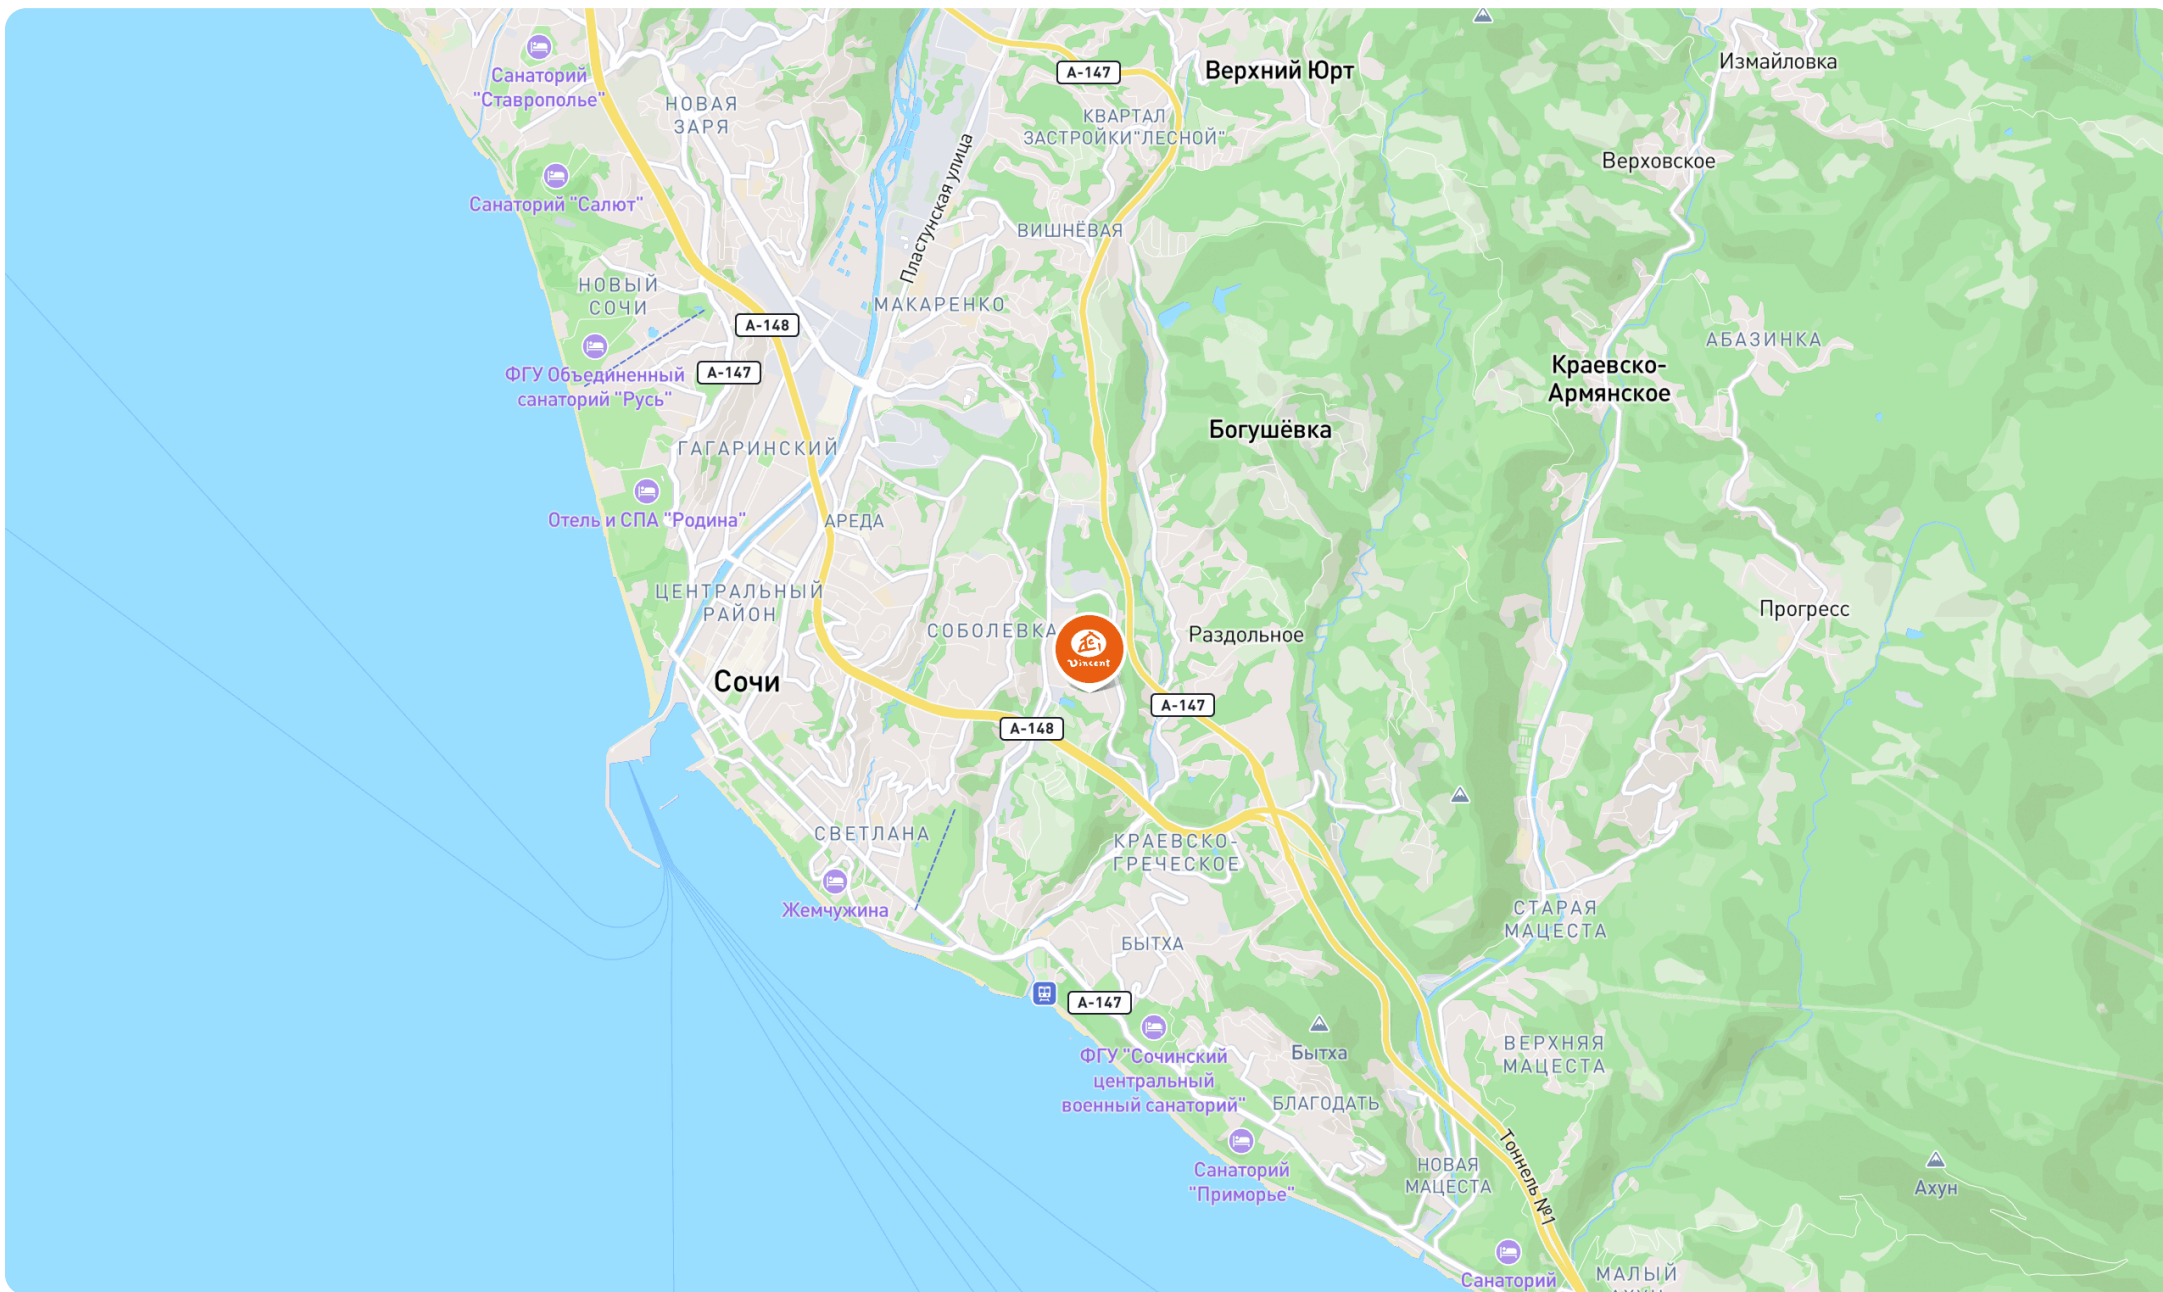 Санаторий
"Ставрополье"
А-147
Верхний Юрт
Измайловка
НОВАЯ
ЗАРЯ
КВАРТАЛ
ЗАСТРОЙКИ"ЛЕСНОЙ"
Верховское
Пластунская улица
Санаторий "Салют"
ВИШНЁВАЯ
НОВЫЙ
СОЧИ
МАКАРЕНКО
А-148
АБАЗИНКА
А-147
ФГУ Объединенный
санаторий "Русь"
Краевско-
Армянское
Богушёвка
ГАГАРИНСКИЙ
Отель и СПА "Родина"
АРЕДА
ЦЕНТРАЛЬНЫЙ
РАЙОН
Прогресс
СОБОЛЕВКА
Vincent
Раздольное
Сочи
А-147
А-148
СВЕТЛАНА
КРАЕВСКО-
ГРЕЧЕСКОЕ
Жемчужина
СТАРАЯ
МАЦЕСТА
БЫТХА
А-147
ФГУ "Сочинский
центральный
военный санаторий"
Бытха
ВЕРХНЯЯ
МАЦЕСТА
БЛАГОДАТЬ
Санаторий
"Приморье"
НОВАЯ
МАЦЕСТА
Тоннель №1
Ахун
Санаторий
МАЛЫЙ
АХУН